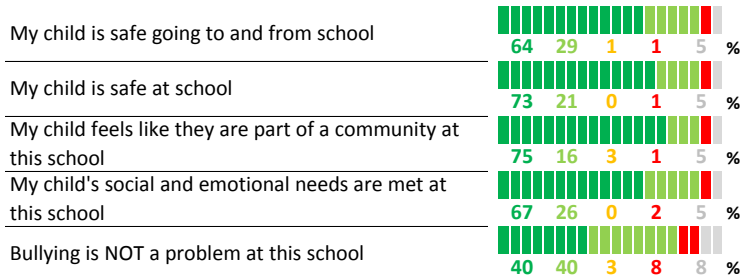 My child is safe going to and from school
64 29 1 1 5 %
My child is safe at school
73 21 0 1 5 %
My child feels like they are part of a community at
this school
75 16 3 1 5 %
My child's social and emotional needs are met at
this school
67 26 0 2 5 %
Bullying is NOT a problem at this school
40 40 3 8 8 %